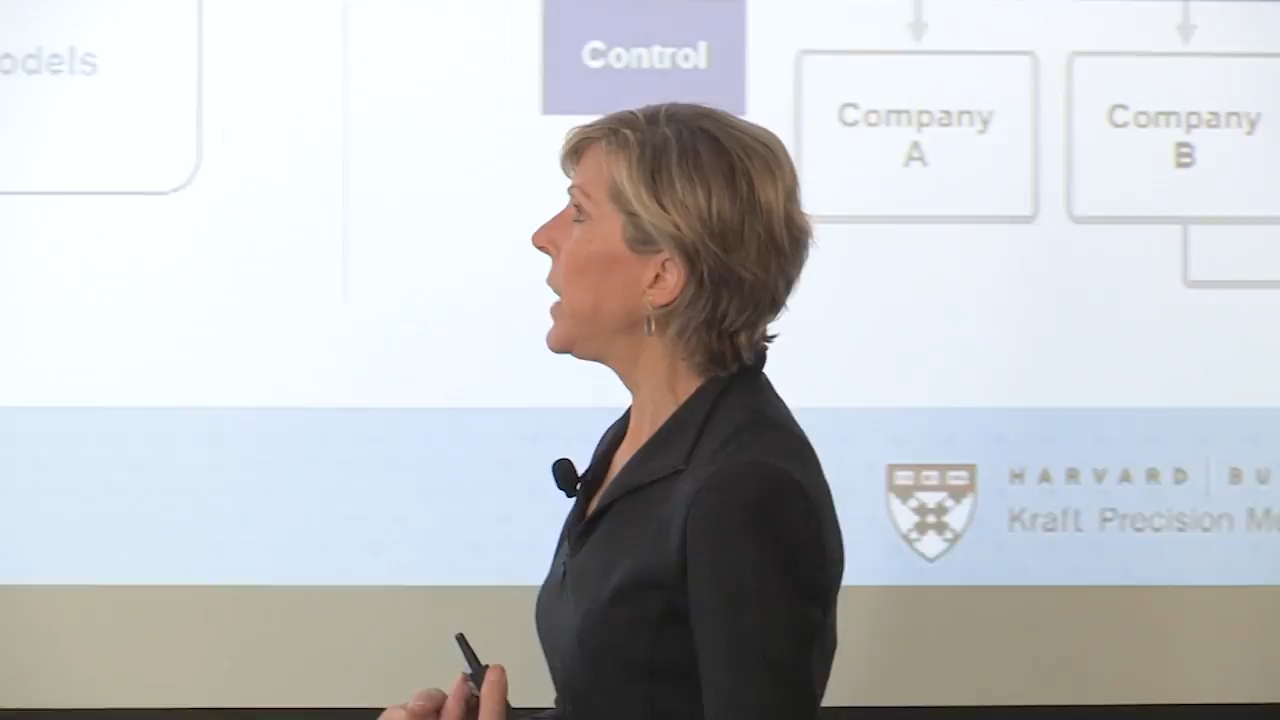 odels
Control
Company
A
Company
B
HARVARD | BU
Kraft Precision M